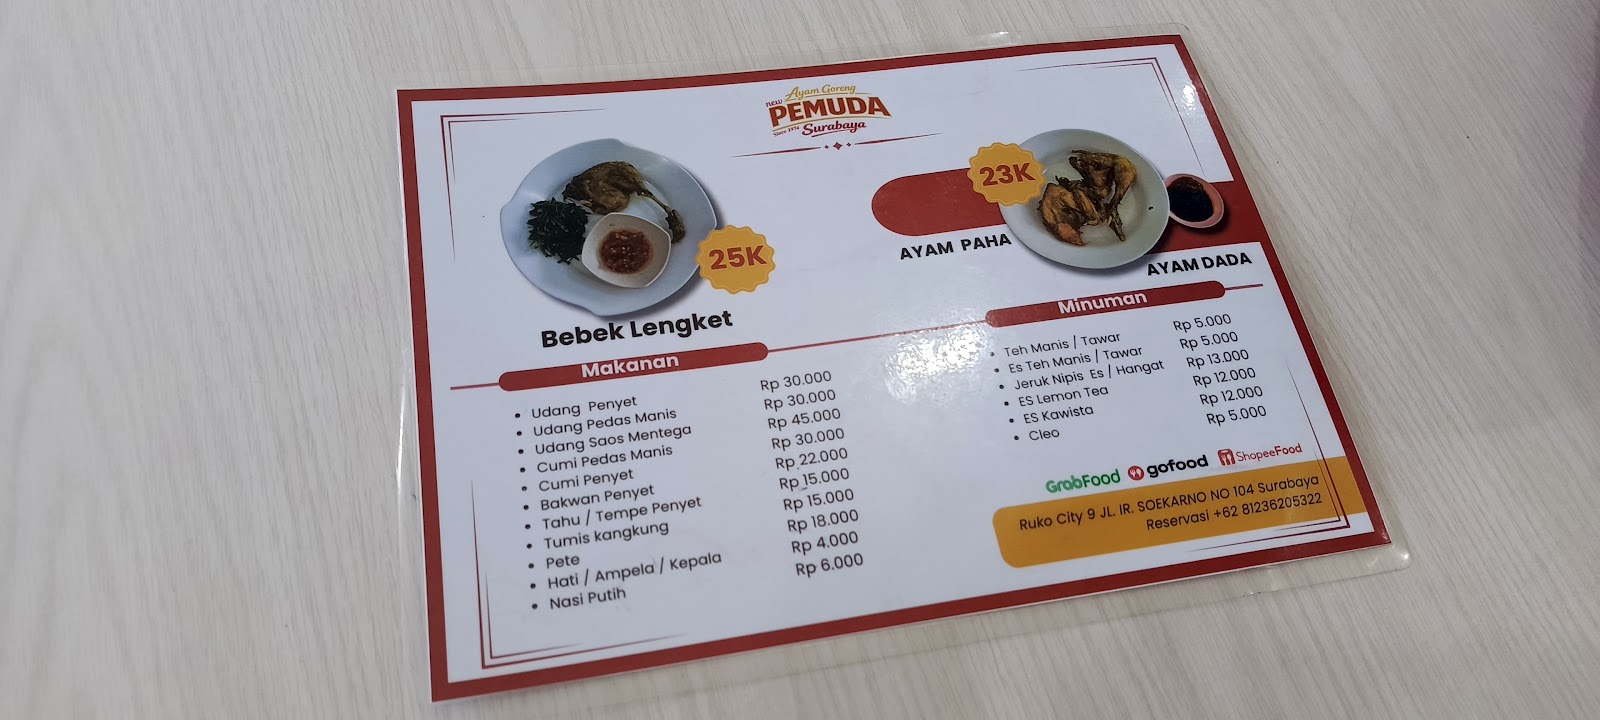 Ayam Goreng
new
PEMUDA
Since 1974 Surabaya
25K
23K
Bebek Lengket
AYAM PAHA
AYAM DADA
Makanan
• Udang Penyet
• Udang Pedas Manis
• Udang Saos Mentega
• Cumi Pedas Manis
• Cumi Penyet
• Bakwan Penyet
• Tahu / Tempe Penyet
• Tumis kangkung
• Pete
• Hati / Ampela / Kepala
• Nasi Putih
Rp 30.000
Rp 30.000
Rp 45.000
Rp 30.000
Rp 22.000
Rp 15.000
Rp 15.000
Rp 18.000
Rp 4.000
Rp 6.000
Minuman
• Teh Manis / Tawar
• Es Teh Manis / Tawar
• Jeruk Nipis Es / Hangat
• ES Lemon Tea
• ES Kawista
• Cleo
Rp 5.000
Rp 5.000
Rp 13.000
Rp 12.000
Rp 12.000
Rp 5.000
GrabFood gofood ShopeeFood
Ruko City 9 JL. IR. SOEKARNO NO 104 Surabaya
Reservasi +62 81236205322